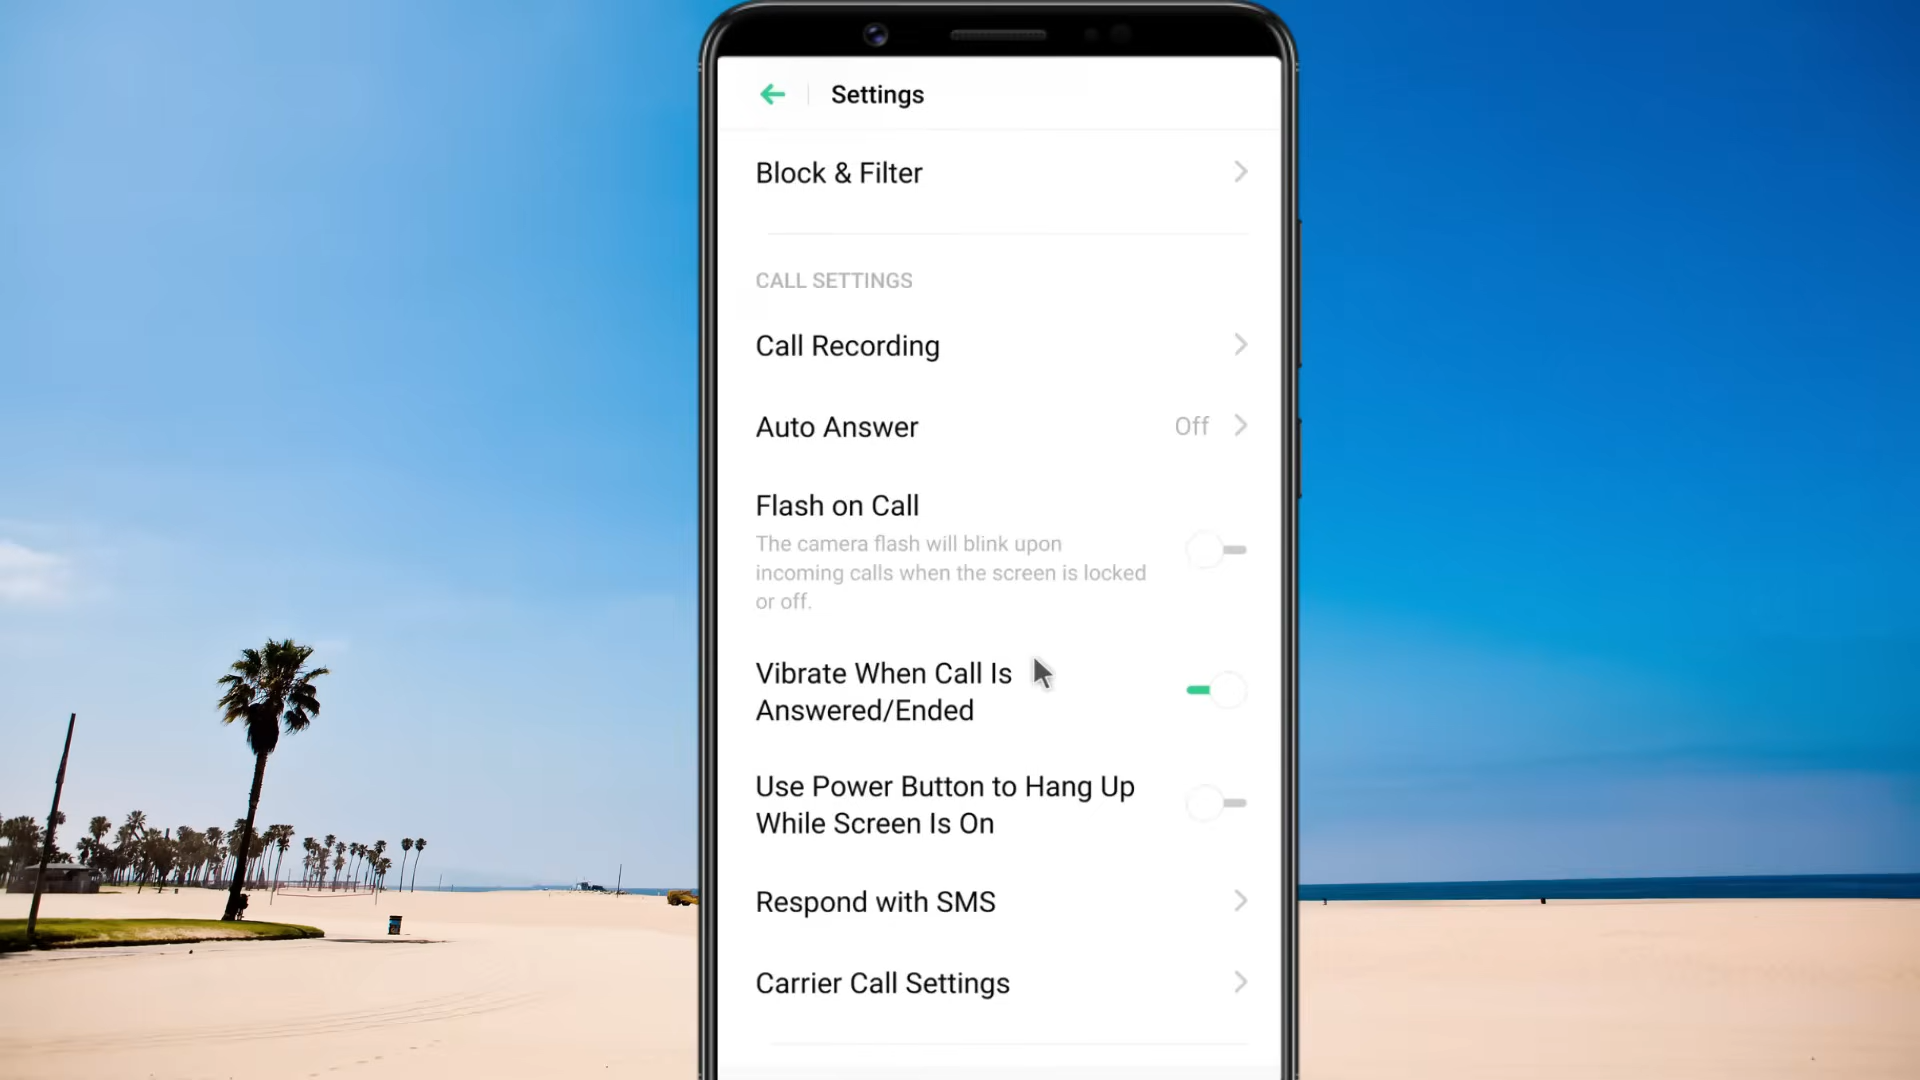 Settings
Block & Filter
CALL SETTINGS
Call Recording
Auto Answer Off
Flash on Call
The camera flash will blink upon
incoming calls when the screen is locked
or off.
Vibrate When Call Is
Answered/Ended
Use Power Button to Hang Up
While Screen Is On
Respond with SMS
Carrier Call Settings